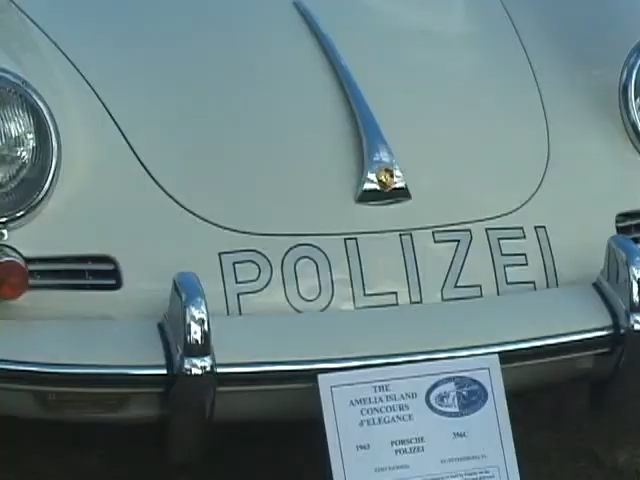 POLIZEI
THE
AMELIA ISLAND
CONCOURS
d'ELEGANCE
1963 PORSCHE 356C
POLIZEI